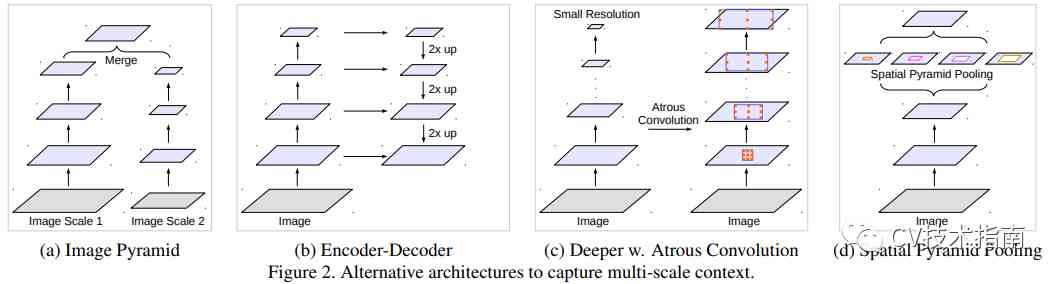 Merge
Image Scale 1
Image Scale 2
(a) Image Pyramid
2x up
2x up
2x up
Image
(b) Encoder-Decoder
Small Resolution
Atrous
Convolution
Image
Image
(c) Deeper w. Atrous Convolution
Spatial Pyramid Pooling
Image
(d) Spatial Pyramid Pooling
CV技术指南
Figure 2. Alternative architectures to capture multi-scale context.